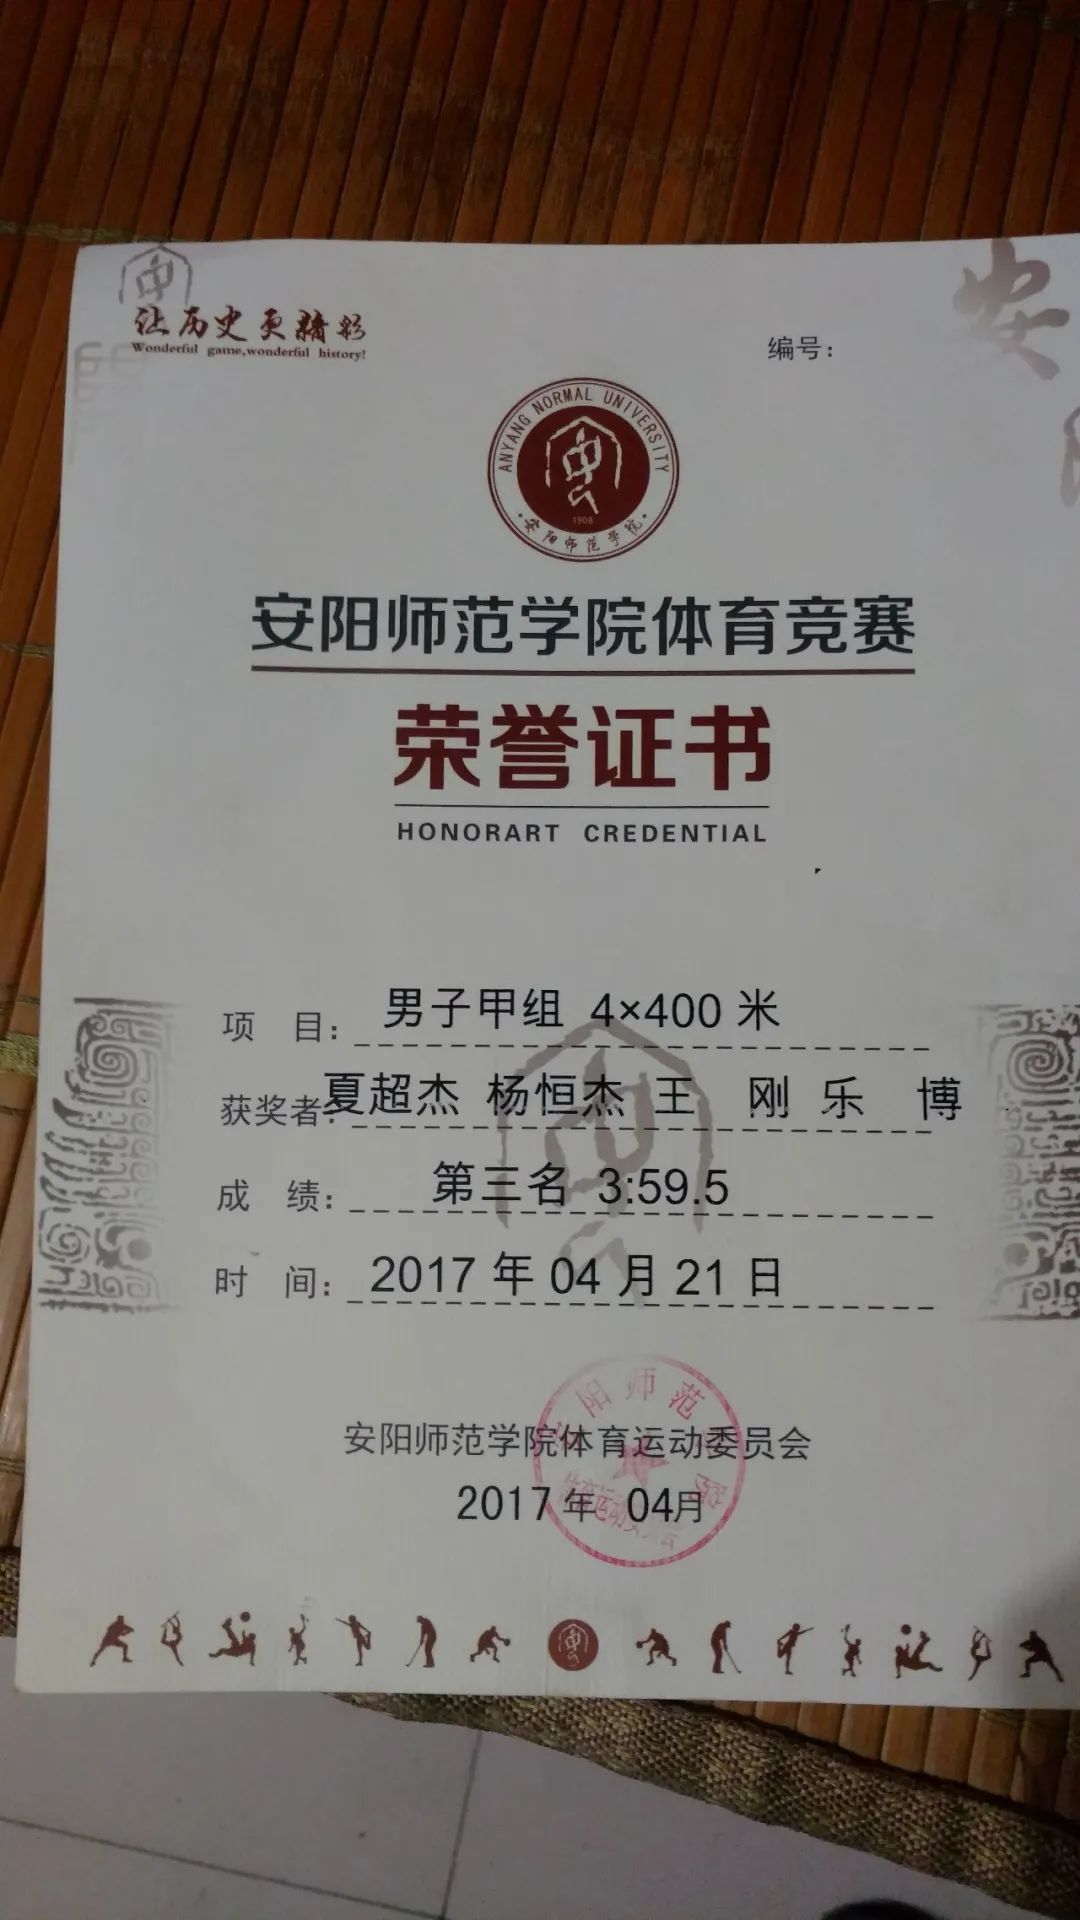 让历史更精彩
Wonderful game,wonderful history!
编号：
安
ANYANG NORMAL UNIVERSITY
1908
安阳师范学院
安阳师范学院体育竞赛
荣誉证书
HONORART CREDENTIAL
项 目： 男子甲组 4×400 米
获奖者： 夏超杰 杨恒杰 王 刚 乐 博
成 绩： 第三名 3:59.5
时 间： 2017 年 04 月 21 日
安阳师范学院体育运动委员会
2017 年 04月